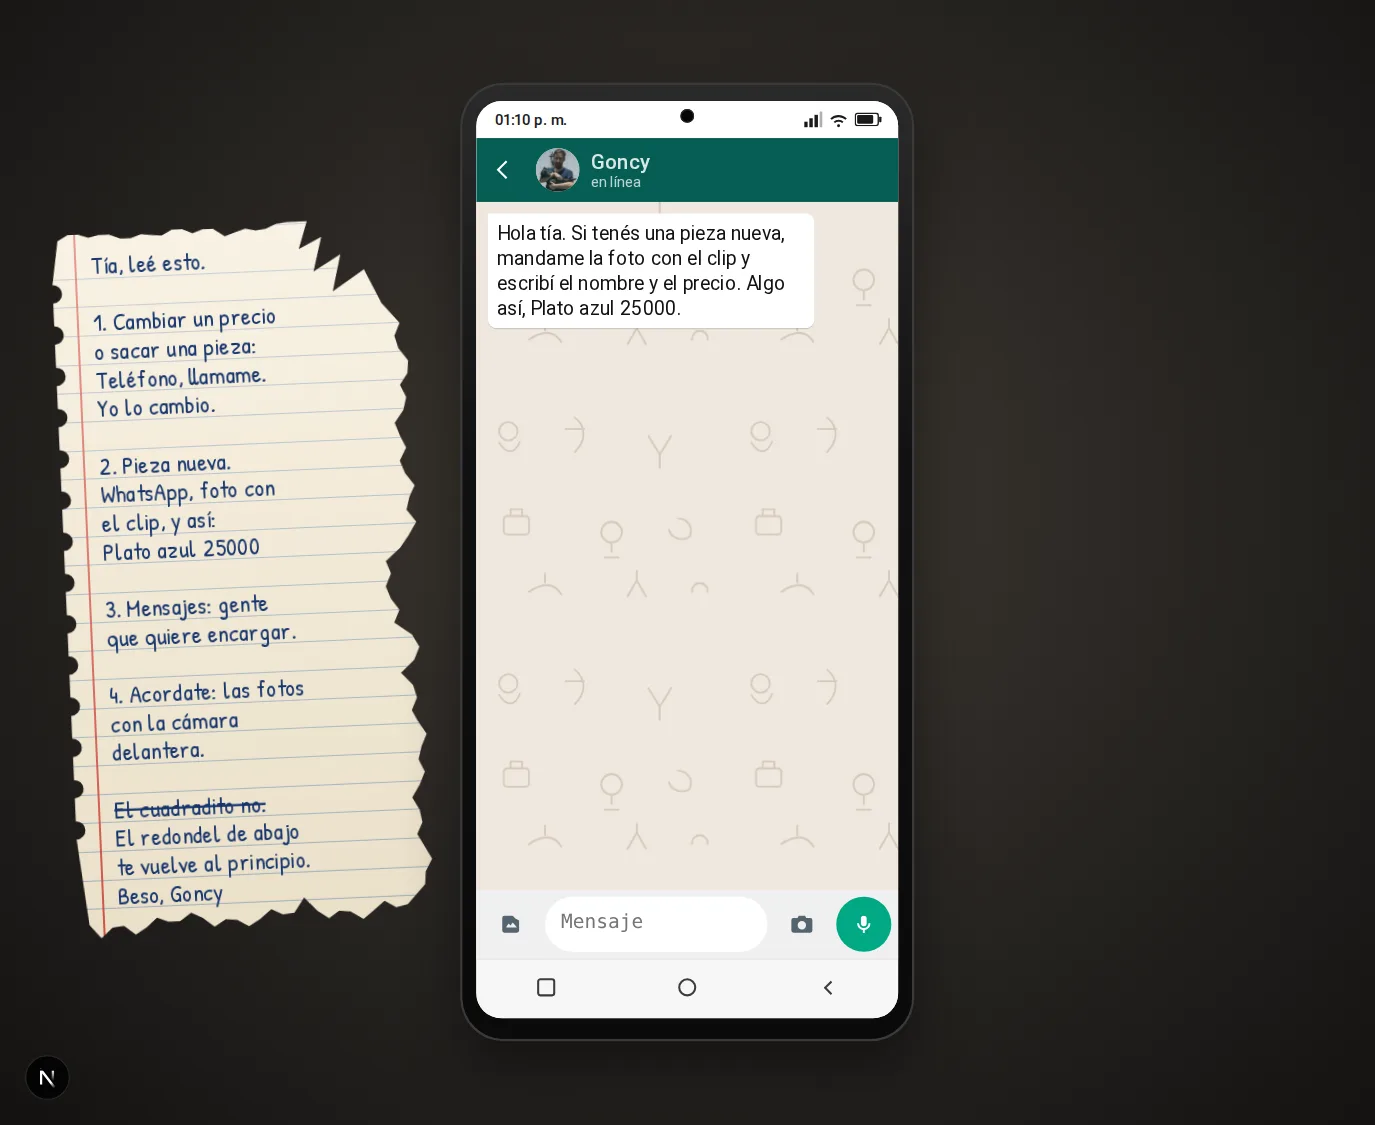 Tía, leé esto.
1. Cambiar un precio
o sacar una pieza:
Teléfono, llamame.
Yo lo cambio.
2. Pieza nueva.
WhatsApp, foto con
el clip, y así:
Plato azul 25000
3. Mensajes: gente
que quiere encargar.
4. Acordate: las fotos
con la cámara
delantera.
El cuadradito no:
El redondel de abajo
te vuelve al principio.
Beso, Goncy
01:10 p. m.
Goncy
en línea
Hola tía. Si tenés una pieza nueva,
mandame la foto con el clip y
escribí el nombre y el precio. Algo
así, Plato azul 25000.
Mensaje
N